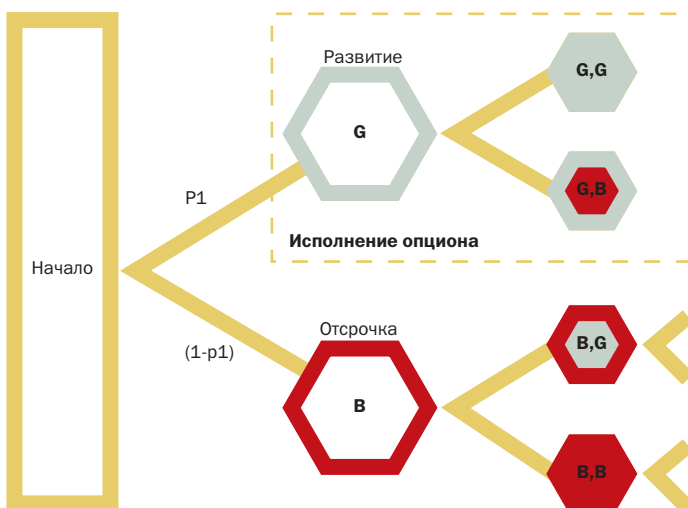 Развитие
G
G,G
G,B
P1
Исполнение опциона
Начало
Отсрочка
(1-p1)
B
B,G
B,B